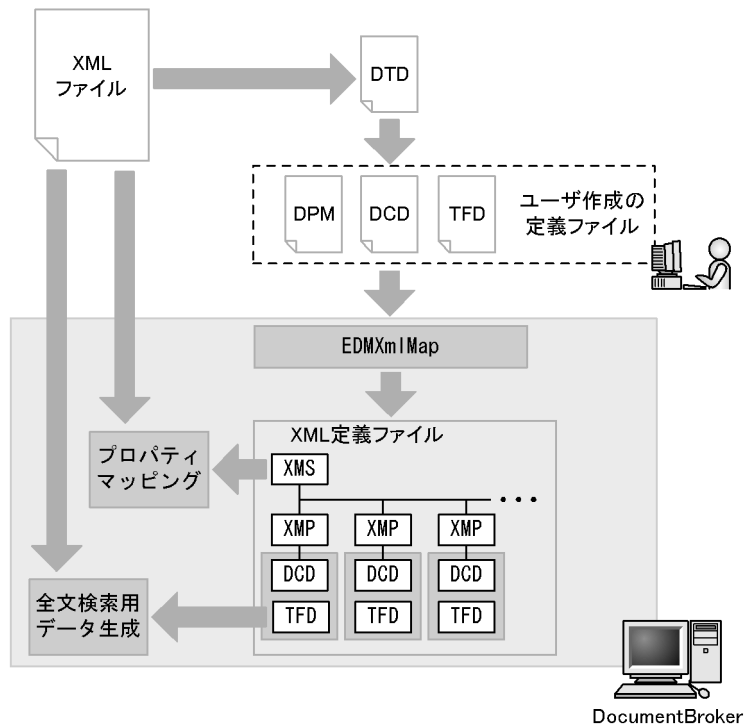 XML
ファイル
DTD
DPM
DCD
TFD
ユーザ作成の
定義ファイル
EDMXmlMap
XML定義ファイル
プロパティ
マッピング
XMS
・・・
XMP
XMP
XMP
DCD
DCD
DCD
全文検索用
データ生成
TFD
TFD
TFD
DocumentBroker